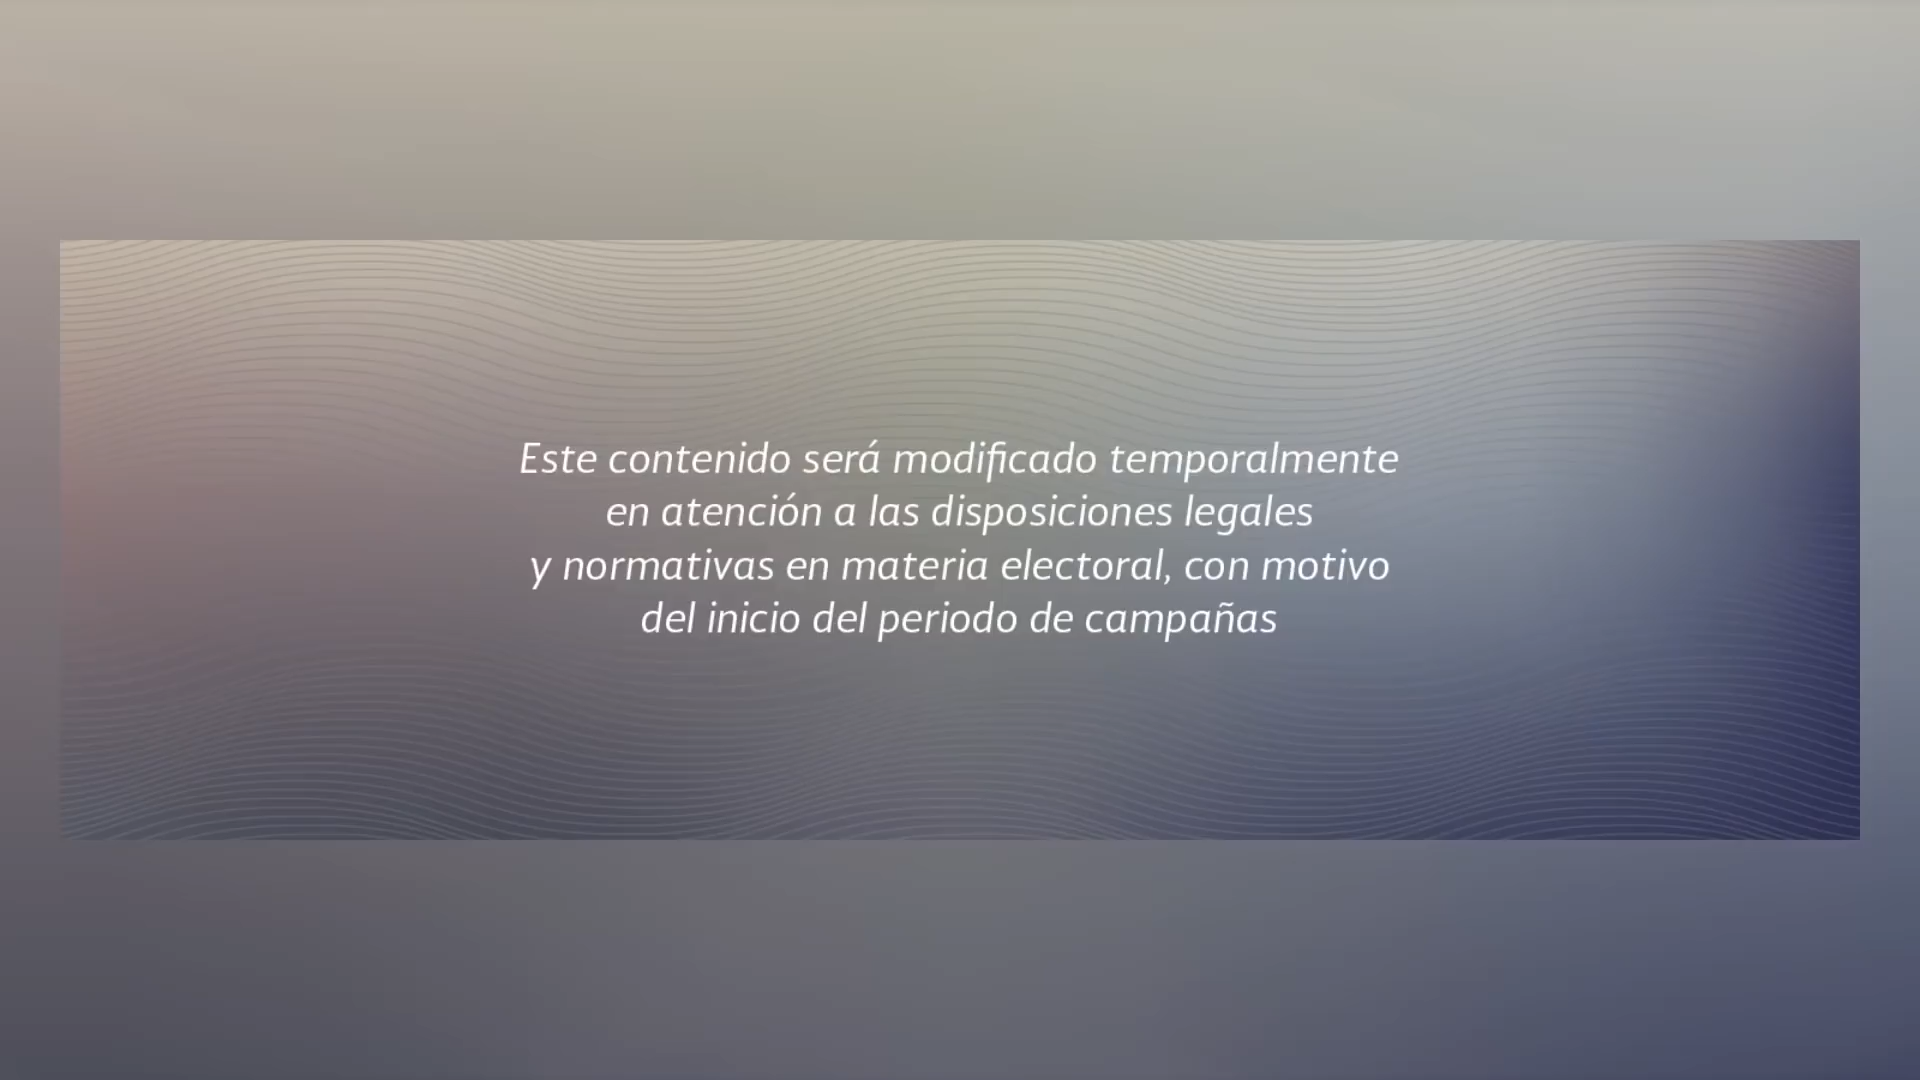 Este contenido será modificado temporalmente
en atención a las disposiciones legales
y normativas en materia electoral, con motivo
del inicio del periodo de campañas